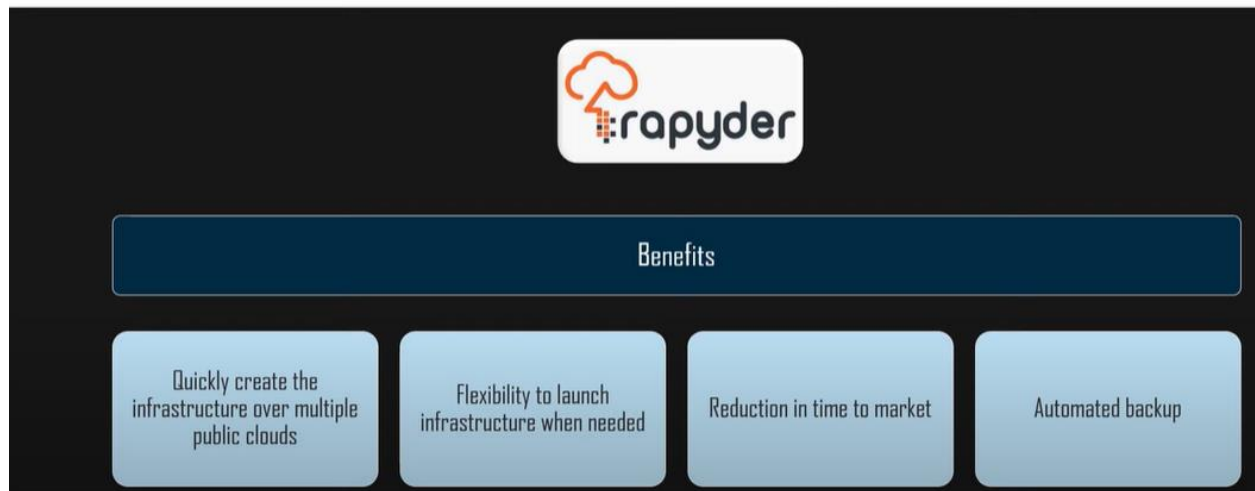 rapyder
Benefits
Quickly create the
infrastructure over multiple
public clouds
Flexibility to launch
infrastructure when needed
Reduction in time to market
Automated backup